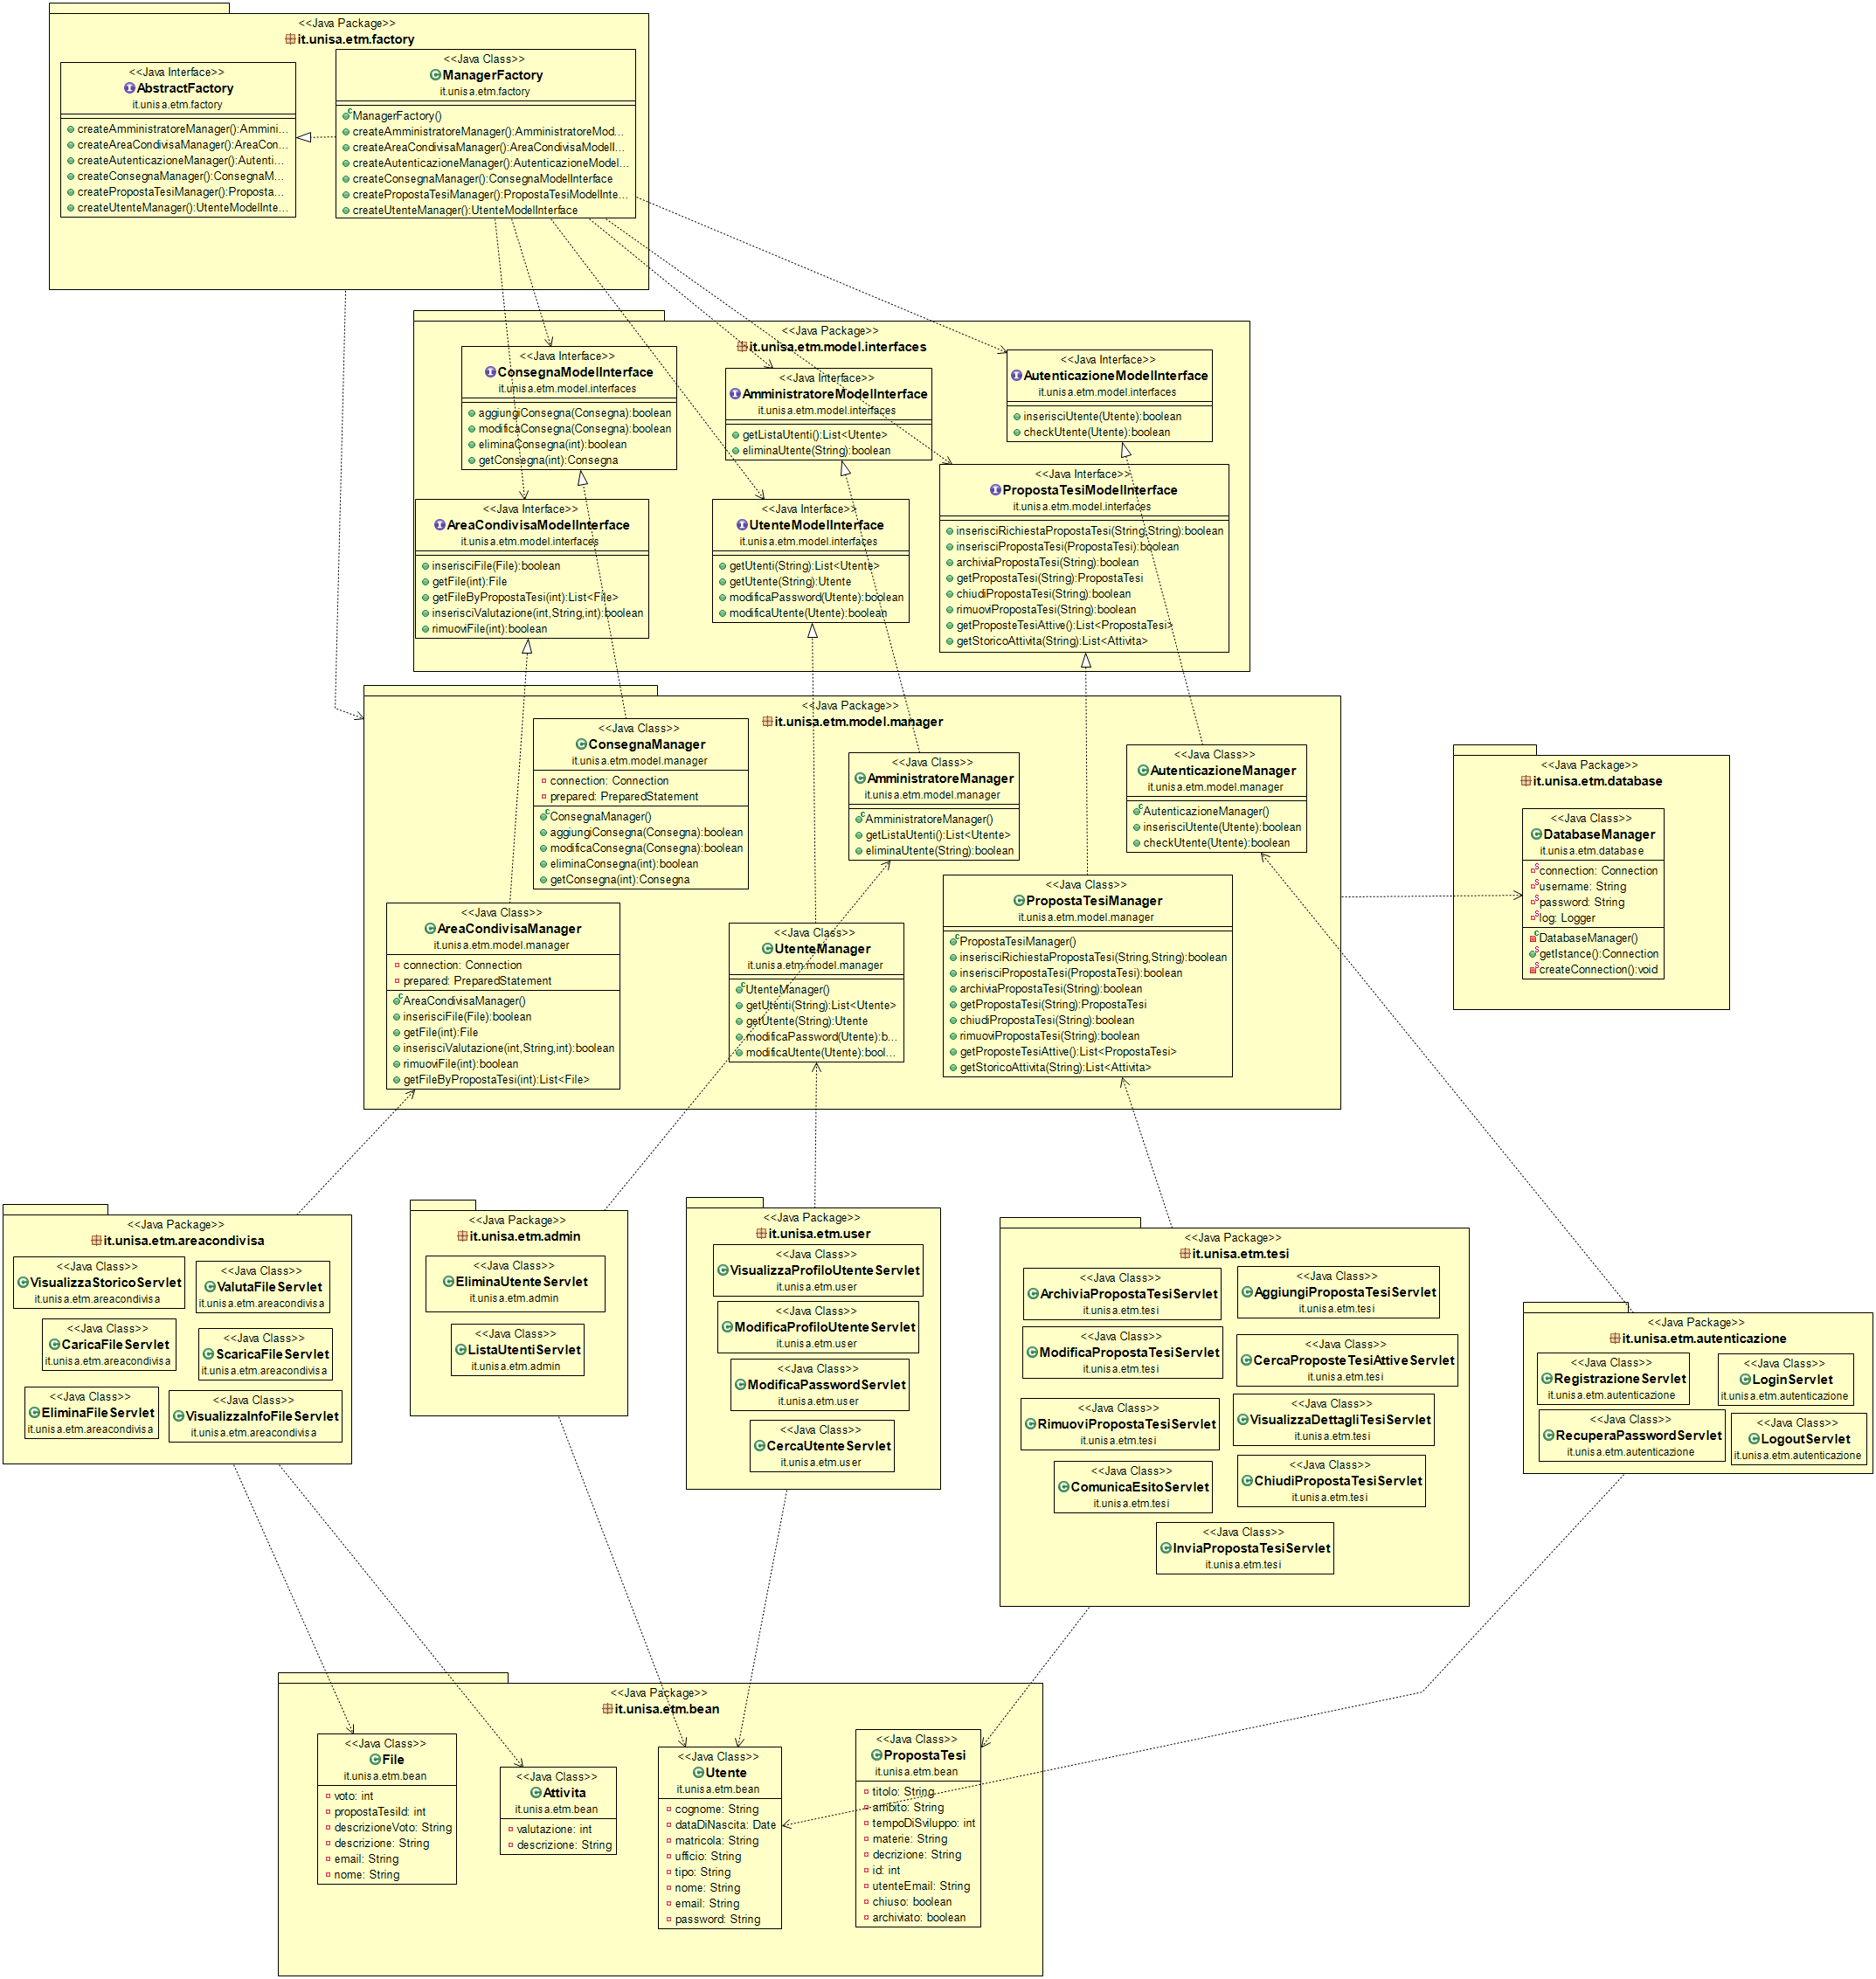 <<Java Package>>
it.unisa.etm.factory
<<Java Interface>>
AbstractFactory
it.unisa.etm.factory
createAmministratoreManager():Ammini...
createAreaCondivisaManager():AreaCon...
createAutenticazioneManager():Autenti...
createConsegnaManager():ConsegnaM...
createPropostaTesiManager():Proposta...
createUtenteManager():UtenteModelInte...
<<Java Class>>
ManagerFactory
it.unisa.etm.factory
ManagerFactory()
createAmministratoreManager():AmministratoreMod...
createAreaCondivisaManager():AreaCondivisaModelI...
createAutenticazioneManager():AutenticazioneModel...
createConsegnaManager():ConsegnaModelInterface
createPropostaTesiManager():PropostaTesiModelInte...
createUtenteManager():UtenteModelInterface
<<Java Package>>
it.unisa.etm.model.interfaces
<<Java Interface>>
ConsegnaModelInterface
it.unisa.etm.model.interfaces
aggiungiConsegna(Consegna):boolean
modificaConsegna(Consegna):boolean
eliminaConsegna(int):boolean
getConsegna(int):Consegna
<<Java Interface>>
AmministratoreModelInterface
it.unisa.etm.model.interfaces
getListaUtenti():List<Utente>
eliminaUtente(String):boolean
<<Java Interface>>
AutenticazioneModelInterface
it.unisa.etm.model.interfaces
inserisciUtente(Utente):boolean
checkUtente(Utente):boolean
<<Java Interface>>
AreaCondivisaModelInterface
it.unisa.etm.model.interfaces
inserisciFile(File):boolean
getFile(int):File
getFileByPropostaTesi(int):List<File>
inserisciValutazione(int,String,int):boolean
rimuoviFile(int):boolean
<<Java Interface>>
UtenteModelInterface
it.unisa.etm.model.interfaces
getUtenti(String):List<Utente>
getUtente(String):Utente
modificaPassword(Utente):boolean
modificaUtente(Utente):boolean
<<Java Interface>>
PropostaTesiModelInterface
it.unisa.etm.model.interfaces
inserisciRichiestaPropostaTesi(String,String):boolean
inserisciPropostaTesi(PropostaTesi):boolean
archiviaPropostaTesi(String):boolean
getPropostaTesi(String):PropostaTesi
chiudiPropostaTesi(String):boolean
rimuoviPropostaTesi(String):boolean
getProposteTesiAttive():List<PropostaTesi>
getStoricoAttivita(String):List<Attivita>
<<Java Package>>
it.unisa.etm.model.manager
<<Java Class>>
ConsegnaManager
it.unisa.etm.model.manager
connection: Connection
prepared: PreparedStatement
ConsegnaManager()
aggiungiConsegna(Consegna):boolean
modificaConsegna(Consegna):boolean
eliminaConsegna(int):boolean
getConsegna(int):Consegna
<<Java Class>>
AmministratoreManager
it.unisa.etm.model.manager
AmministratoreManager()
getListaUtenti():List<Utente>
eliminaUtente(String):boolean
<<Java Class>>
AutenticazioneManager
it.unisa.etm.model.manager
AutenticazioneManager()
inserisciUtente(Utente):boolean
checkUtente(Utente):boolean
<<Java Class>>
AreaCondivisaManager
it.unisa.etm.model.manager
connection: Connection
prepared: PreparedStatement
AreaCondivisaManager()
inserisciFile(File):boolean
getFile(int):File
inserisciValutazione(int,String,int):boolean
rimuoviFile(int):boolean
getFileByPropostaTesi(int):List<File>
<<Java Class>>
UtenteManager
it.unisa.etm.model.manager
UtenteManager()
getUtenti(String):List<Utente>
getUtente(String):Utente
modificaPassword(Utente):b...
modificaUtente(Utente):bool...
<<Java Class>>
PropostaTesiManager
it.unisa.etm.model.manager
PropostaTesiManager()
inserisciRichiestaPropostaTesi(String,String):boolean
inserisciPropostaTesi(PropostaTesi):boolean
archiviaPropostaTesi(String):boolean
getPropostaTesi(String):PropostaTesi
chiudiPropostaTesi(String):boolean
rimuoviPropostaTesi(String):boolean
getProposteTesiAttive():List<PropostaTesi>
getStoricoAttivita(String):List<Attivita>
<<Java Package>>
it.unisa.etm.database
<<Java Class>>
DatabaseManager
it.unisa.etm.database
connection: Connection
username: String
password: String
log: Logger
DatabaseManager()
getIstance():Connection
createConnection():void
<<Java Package>>
it.unisa.etm.areacondivisa
<<Java Class>>
VisualizzaStoricoServlet
it.unisa.etm.areacondivisa
<<Java Class>>
ValutaFileServlet
it.unisa.etm.areacondivisa
<<Java Class>>
CaricaFileServlet
it.unisa.etm.areacondivisa
<<Java Class>>
ScaricaFileServlet
it.unisa.etm.areacondivisa
<<Java Class>>
EliminaFileServlet
it.unisa.etm.areacondivisa
<<Java Class>>
VisualizzaInfoFileServlet
it.unisa.etm.areacondivisa
<<Java Package>>
it.unisa.etm.admin
<<Java Class>>
EliminaUtenteServlet
it.unisa.etm.admin
<<Java Class>>
ListaUtentiServlet
it.unisa.etm.admin
<<Java Package>>
it.unisa.etm.user
<<Java Class>>
VisualizzaProfiloUtenteServlet
it.unisa.etm.user
<<Java Class>>
ModificaProfiloUtenteServlet
it.unisa.etm.user
<<Java Class>>
ModificaPasswordServlet
it.unisa.etm.user
<<Java Class>>
CercaUtenteServlet
it.unisa.etm.user
<<Java Package>>
it.unisa.etm.tesi
<<Java Class>>
ArchiviaPropostaTesiServlet
it.unisa.etm.tesi
<<Java Class>>
AggiungiPropostaTesiServlet
it.unisa.etm.tesi
<<Java Class>>
ModificaPropostaTesiServlet
it.unisa.etm.tesi
<<Java Class>>
CercaProposteTesiAttiveServlet
it.unisa.etm.tesi
<<Java Class>>
RimuoviPropostaTesiServlet
it.unisa.etm.tesi
<<Java Class>>
VisualizzaDettagliTesiServlet
it.unisa.etm.tesi
<<Java Class>>
ComunicaEsitoServlet
it.unisa.etm.tesi
<<Java Class>>
ChiudiPropostaTesiServlet
it.unisa.etm.tesi
<<Java Class>>
InviaPropostaTesiServlet
it.unisa.etm.tesi
<<Java Package>>
it.unisa.etm.autenticazione
<<Java Class>>
RegistrazioneServlet
it.unisa.etm.autenticazione
<<Java Class>>
LoginServlet
it.unisa.etm.autenticazione
<<Java Class>>
RecuperaPasswordServlet
it.unisa.etm.autenticazione
<<Java Class>>
LogoutServlet
it.unisa.etm.autenticazione
<<Java Package>>
it.unisa.etm.bean
<<Java Class>>
File
it.unisa.etm.bean
voto: int
propostaTesiId: int
descrizioneVoto: String
descrizione: String
email: String
nome: String
<<Java Class>>
Attivita
it.unisa.etm.bean
valutazione: int
descrizione: String
<<Java Class>>
Utente
it.unisa.etm.bean
cognome: String
dataDiNascita: Date
matricola: String
ufficio: String
tipo: String
nome: String
email: String
password: String
<<Java Class>>
PropostaTesi
it.unisa.etm.bean
titolo: String
ambito: String
tempoDiSviluppo: int
materie: String
decrizione: String
id: int
utenteEmail: String
chiuso: boolean
archiviato: boolean